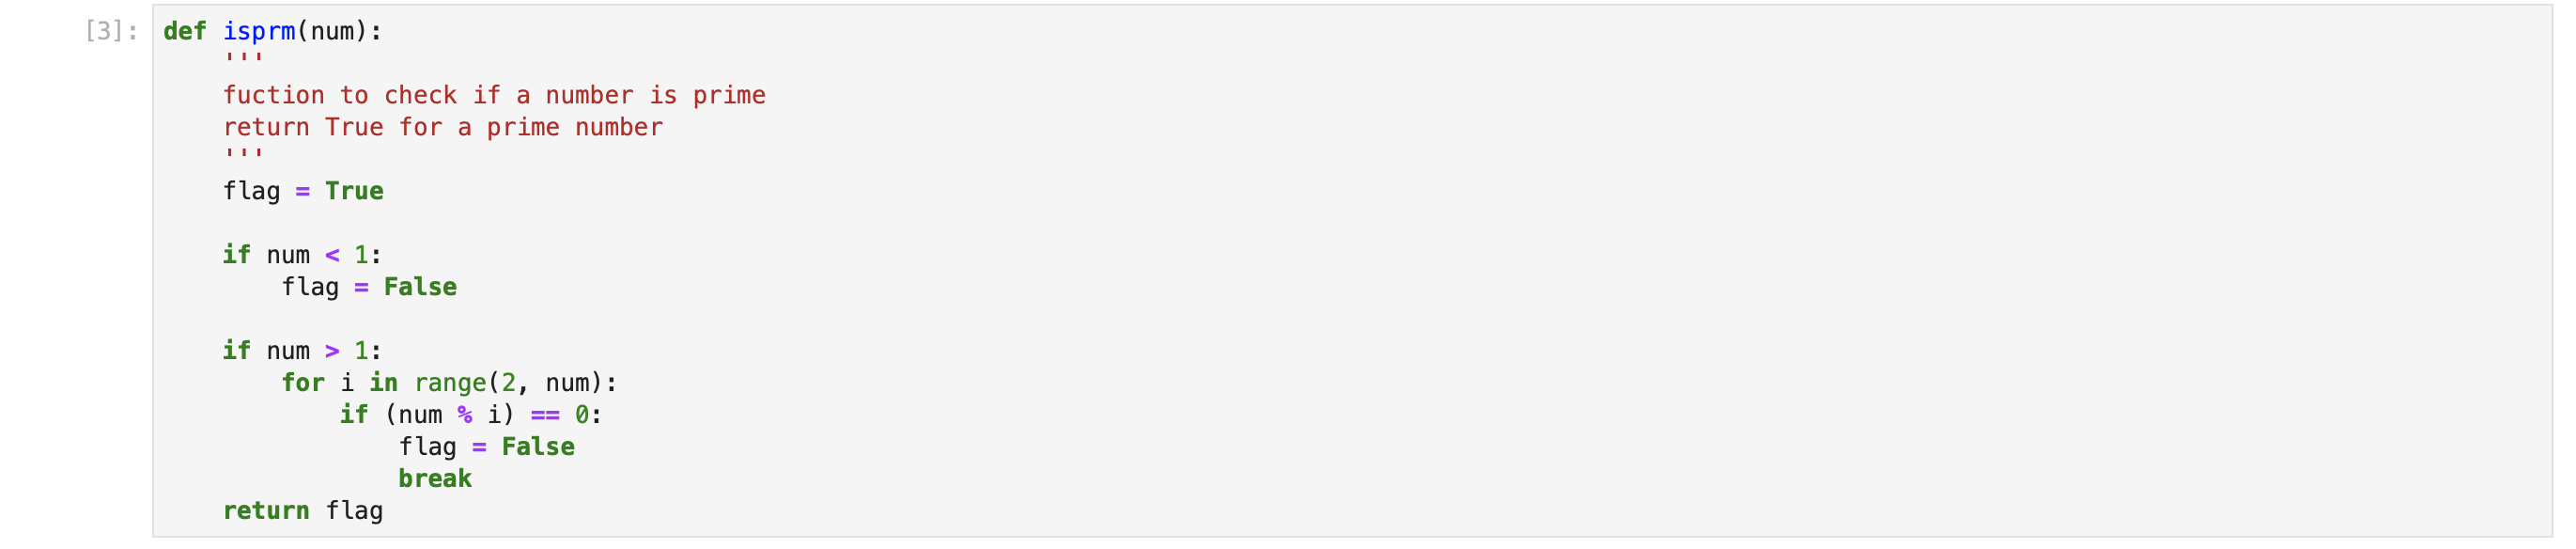 [3]: def isprm(num):
    '''
    fuction to check if a number is prime
    return True for a prime number
    '''
    flag = True

    if num < 1:
        flag = False

    if num > 1:
        for i in range(2, num):
            if (num % i) == 0:
                flag = False
                break
    return flag